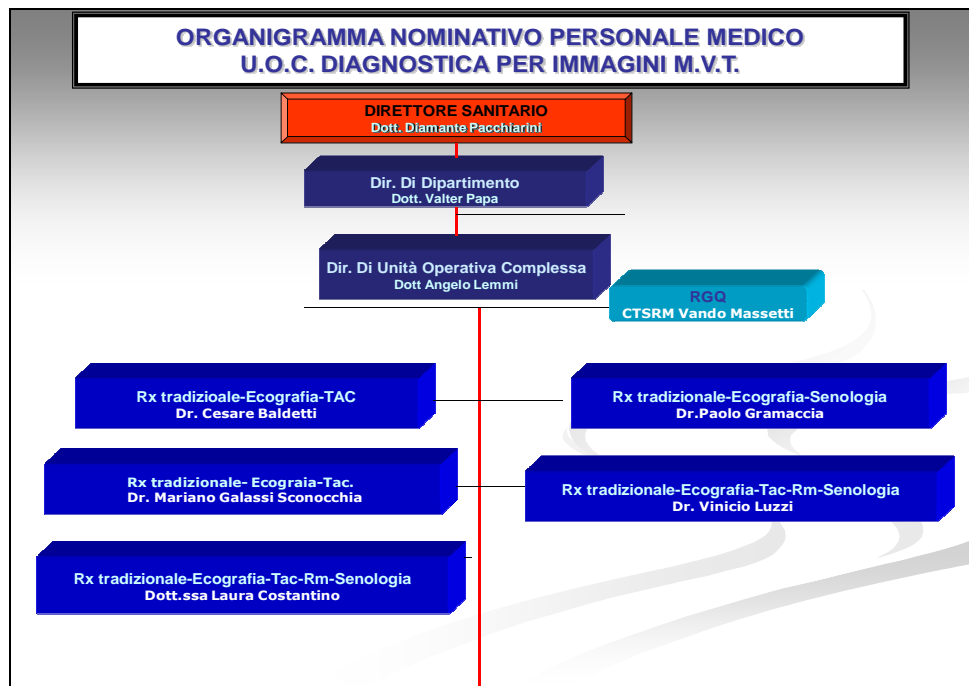 ORGANIGRAMMA NOMINATIVO PERSONALE MEDICO
U.O.C. DIAGNOSTICA PER IMMAGINI M.V.T.
DIRETTORE SANITARIO
Dott. Diamante Pacchiarini
Dir. Di Dipartimento
Dott. Valter Papa
Dir. Di Unità Operativa Complessa
Dott Angelo Lemmi
RGQ
CTSRM Vando Massetti
Rx tradizioale-Ecografia-TAC
Dr. Cesare Baldetti
Rx tradizionale-Ecografia-Senologia
Dr.Paolo Gramaccia
Rx tradizionale- Ecograia-Tac.
Dr. Mariano Galassi Sconocchia
Rx tradizionale-Ecografia-Tac-Rm-Senologia
Dr. Vinicio Luzzi
Rx tradizionale-Ecografia-Tac-Rm-Senologia
Dott.ssa Laura Costantino